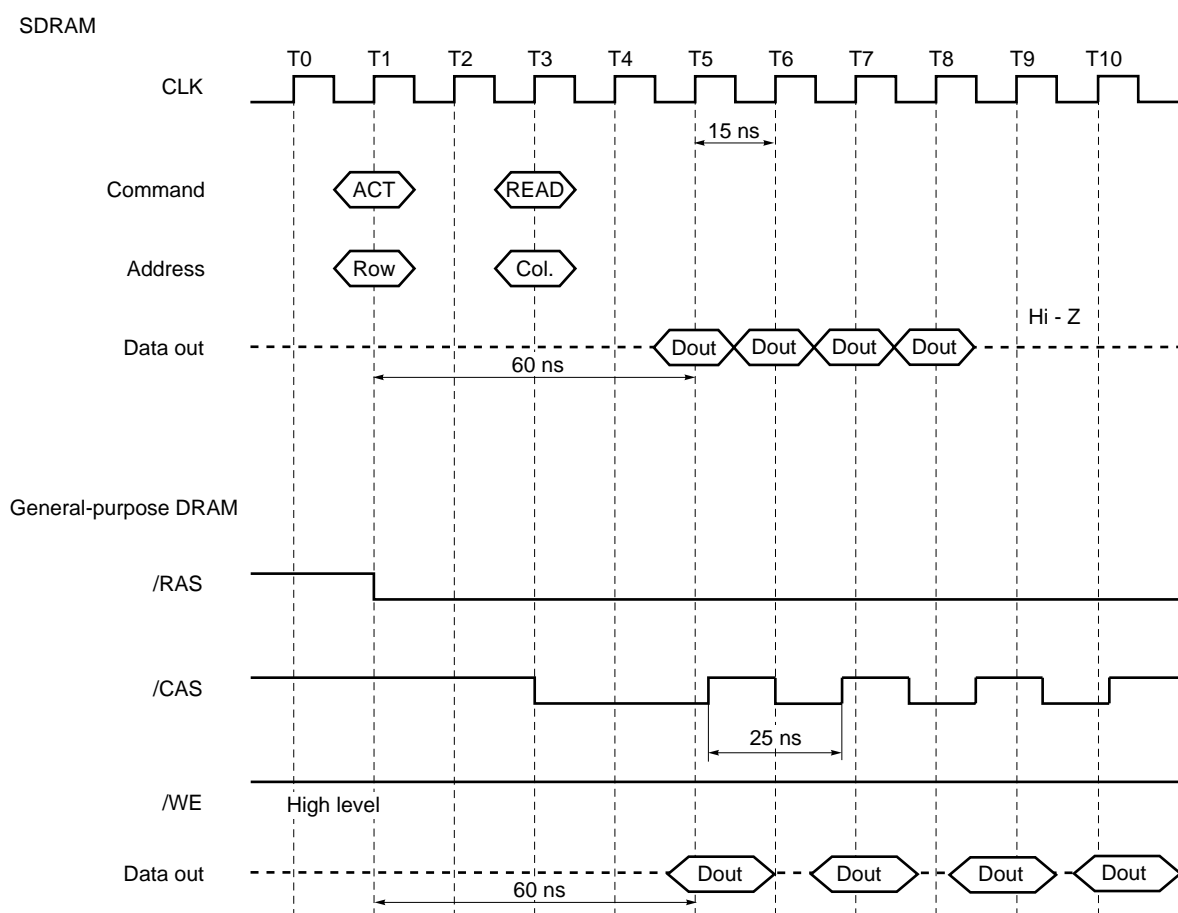 SDRAM
T0 T1 T2 T3 T4 T5 T6 T7 T8 T9 T10
CLK
15 ns
Command ACT READ
Address Row Col.
Hi - Z
Data out Dout Dout Dout Dout
60 ns
General-purpose DRAM
/RAS
/CAS
25 ns
/WE High level
Data out Dout Dout Dout Dout
60 ns